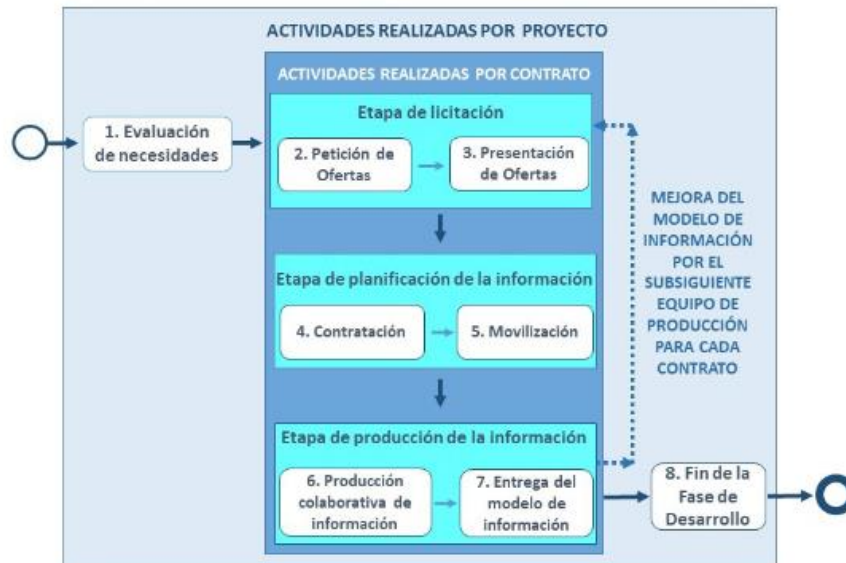 ACTIVIDADES REALIZADAS POR PROYECTO
ACTIVIDADES REALIZADAS POR CONTRATO
Etapa de licitación
1. Evaluación
de necesidades
2. Petición de
Ofertas
3. Presentación
de Ofertas
MEJORA DEL
MODELO DE
INFORMACIÓN
POR EL
SUBSIGUIENTE
EQUIPO DE
PRODUCCIÓN
PARA CADA
CONTRATO
Etapa de planificación de la información
4. Contratación
5. Movilización
Etapa de producción de la información
6. Producción
colaborativa de
información
7. Entrega del
modelo de
información
8. Fin de la
Fase de
Desarrollo